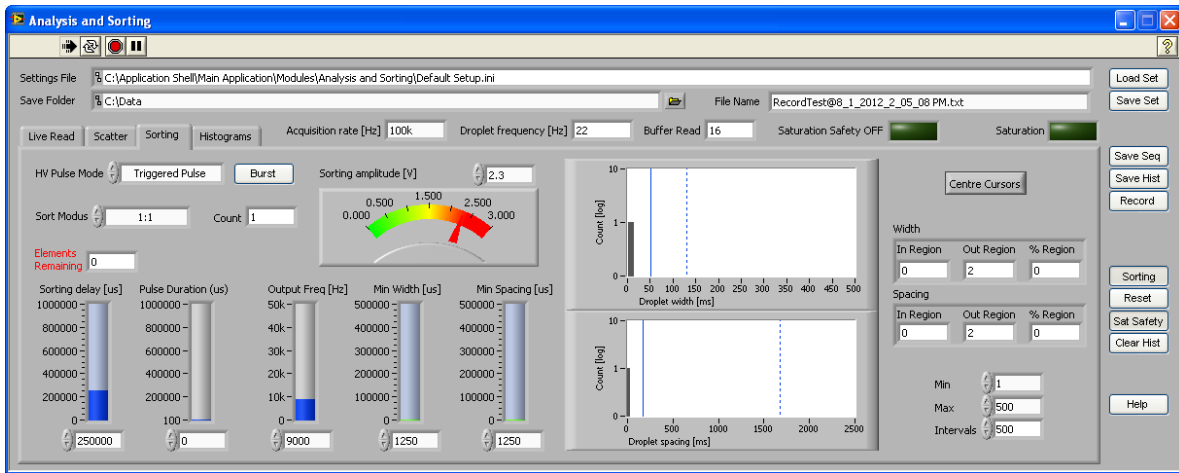 Analysis and Sorting
Settings File C:\Application Shell\Main Application\Modules\Analysis and Sorting\Default Setup.ini Load Set
Save Folder C:\Data File Name RecordTest@8_1_2012_2_05_08 PM.txt Save Set
Live Read Scatter Sorting Histograms Acquisition rate [Hz] 100k Droplet frequency [Hz] 22 Buffer Read 16 Saturation Safety OFF Saturation
HV Pulse Mode Triggered Pulse Burst
Sort Modus 1:1 Count 1
Elements
Remaining 0
Sorting amplitude [V] 2.3
0.000 0.500 1.500 2.500 3.000
Sorting delay [us] Pulse Duration (us) Output Freq [Hz] Min Width [us] Min Spacing [us]
1000000 1000000 50k 500000 500000
800000 800000 40k 400000 400000
600000 600000 30k 300000 300000
400000 400000 20k 200000 200000
200000 200000 10k 100000 100000
0 100 0 0 0
250000 0 9000 1250 1250
Count [log]
10
1
0
0 50 100 150 200 250 300 350 400 450 500
Droplet width [ms]
Count [log]
10
1
0
0 500 1000 1500 2000 2500
Droplet spacing [ms]
Centre Cursors
Width
In Region Out Region % Region
0 2 0
Spacing
In Region Out Region % Region
0 2 0
Min 1
Max 500
Intervals 500
Save Seq
Save Hist
Record
Sorting
Reset
Sat Safety
Clear Hist
Help